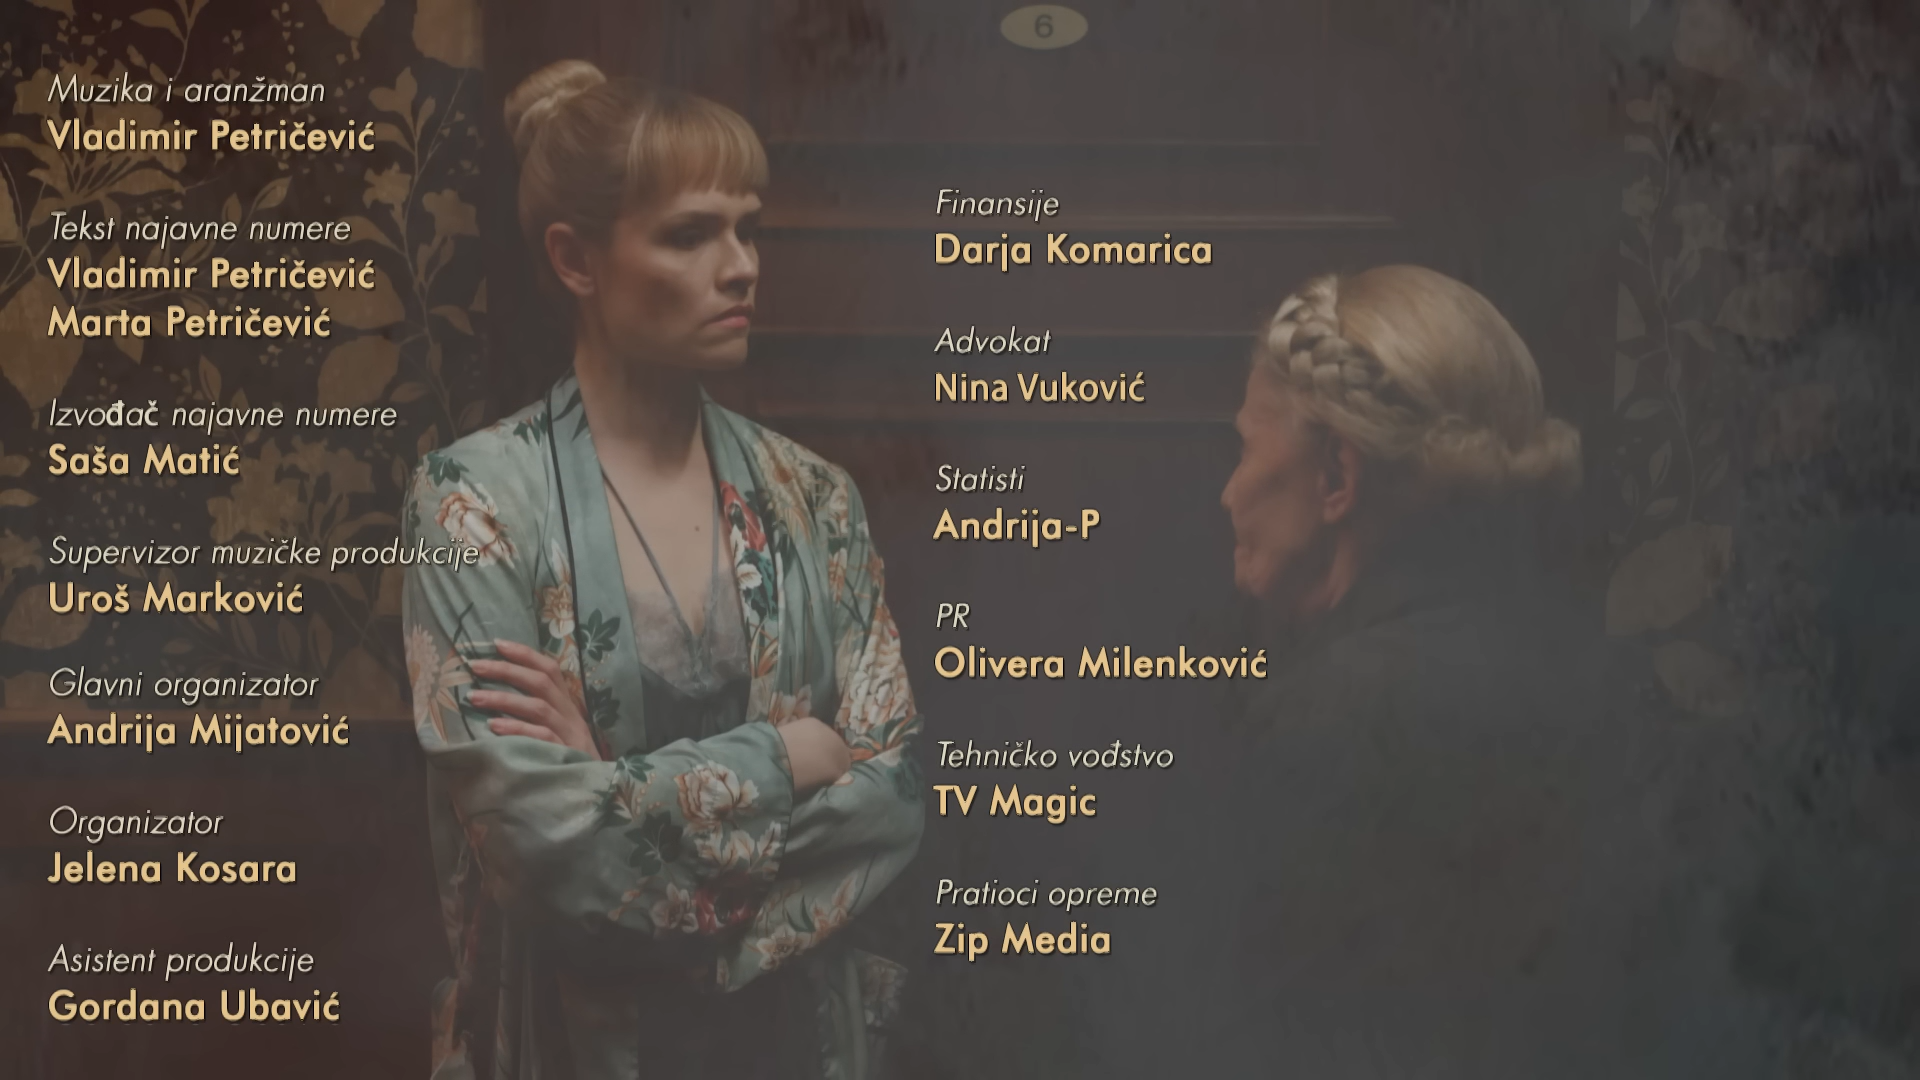 6
Muzika i aranžman
Vladimir Petričević
Tekst najavne numere
Vladimir Petričević
Marta Petričević
Izvođač najavne numere
Saša Matić
Supervizor muzičke produkcije
Uroš Marković
Glavni organizator
Andrija Mijatović
Organizator
Jelena Kosara
Asistent produkcije
Gordana Ubavić
Finansije
Darja Komarica
Advokat
Nina Vuković
Statisti
Andrija-P
PR
Olivera Milenković
Tehničko vođstvo
TV Magic
Pratioci opreme
Zip Media